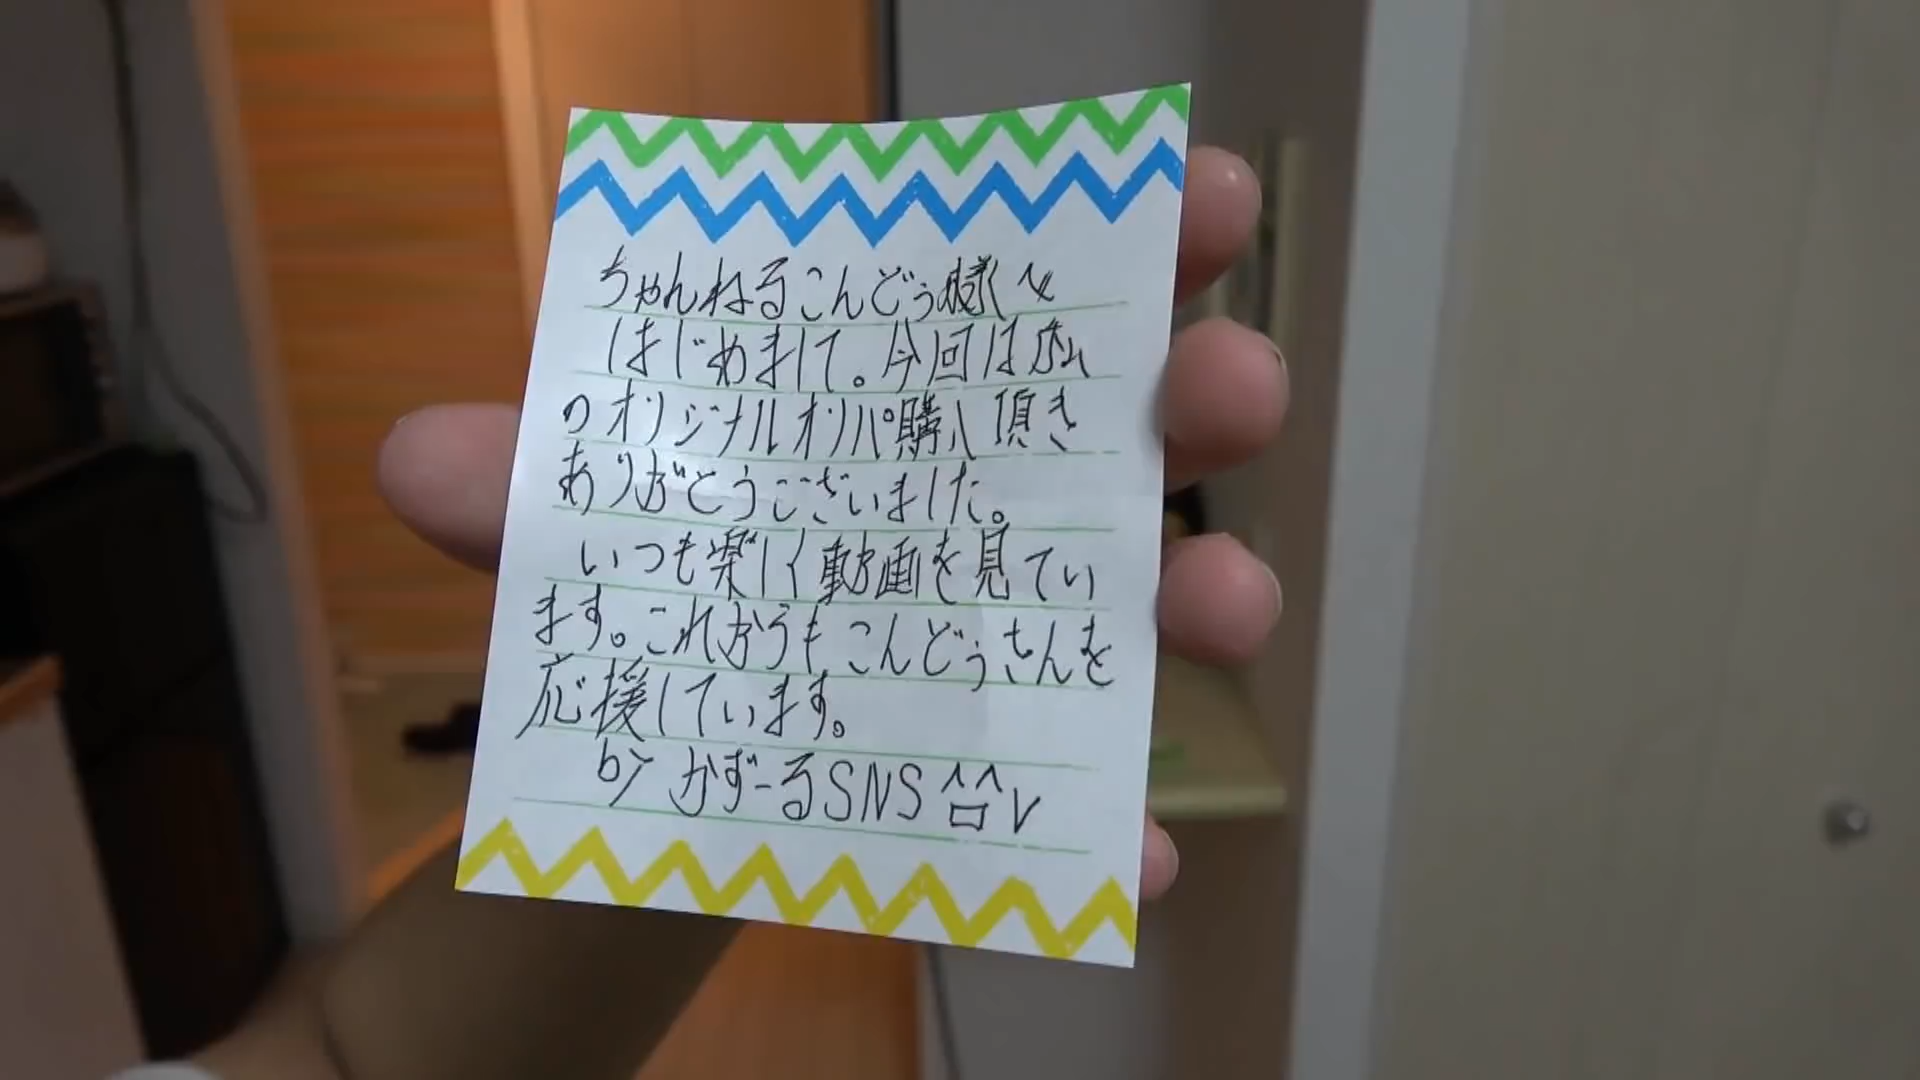 ちゃんねるこんどぅ様へ
はじめまして。今回は私
のオリジナルオリパ購入頂き
ありがとうございました。
いつも楽しく動画を見てい
ます。これからもこんどぅさんを
応援しています。
by かずーるSNS ^ロ^v